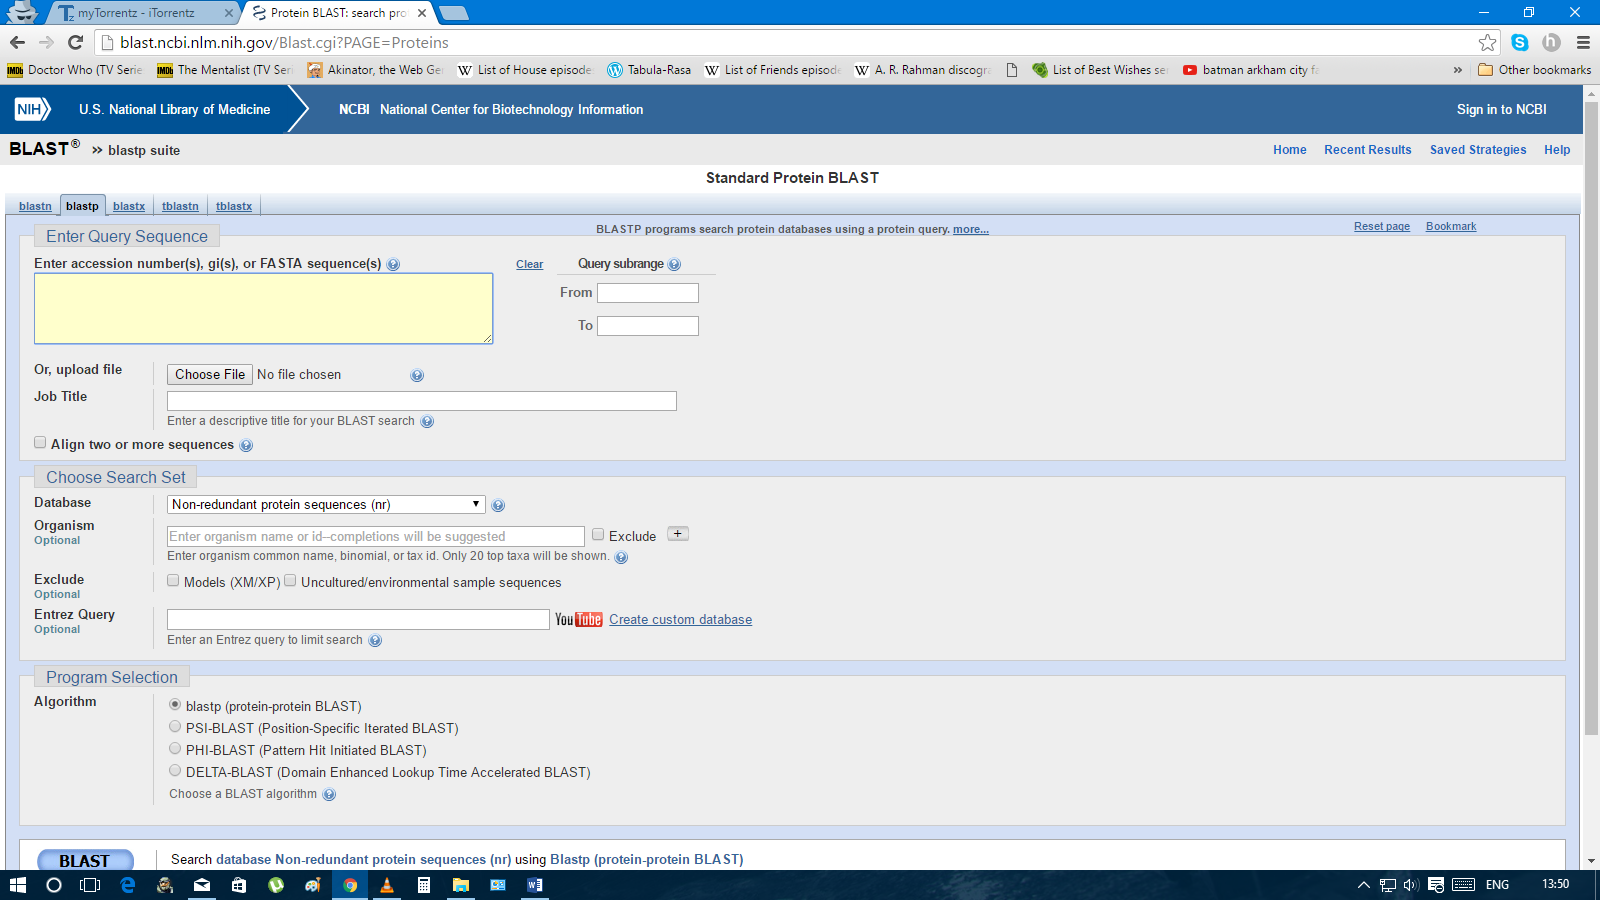 myTorrentz - iTorrentz
Protein BLAST: search pro
blast.ncbi.nlm.nih.gov/Blast.cgi?PAGE=Proteins
Doctor Who (TV Serie
The Mentalist (TV Seri
Akinator, the Web Ge
List of House episode
Tabula-Rasa
List of Friends episode
A. R. Rahman discogra
List of Best Wishes ser
batman arkham city fa
» Other bookmarks
NIH U.S. National Library of Medicine NCBI National Center for Biotechnology Information Sign in to NCBI
BLAST® » blastp suite Home Recent Results Saved Strategies Help
Standard Protein BLAST
blastn blastp blastx tblastn tblastx
Enter Query Sequence BLASTP programs search protein databases using a protein query. more... Reset page Bookmark
Enter accession number(s), gi(s), or FASTA sequence(s) Clear Query subrange
From
To
Or, upload file Choose File No file chosen
Job Title
Enter a descriptive title for your BLAST search
Align two or more sequences
Choose Search Set
Database Non-redundant protein sequences (nr)
Organism
Optional
Enter organism name or id--completions will be suggested Exclude +
Enter organism common name, binomial, or tax id. Only 20 top taxa will be shown.
Exclude
Optional
Models (XM/XP) Uncultured/environmental sample sequences
Entrez Query
Optional
YouTube Create custom database
Enter an Entrez query to limit search
Program Selection
Algorithm
blastp (protein-protein BLAST)
PSI-BLAST (Position-Specific Iterated BLAST)
PHI-BLAST (Pattern Hit Initiated BLAST)
DELTA-BLAST (Domain Enhanced Lookup Time Accelerated BLAST)
Choose a BLAST algorithm
BLAST Search database Non-redundant protein sequences (nr) using Blastp (protein-protein BLAST)
ENG 13:50